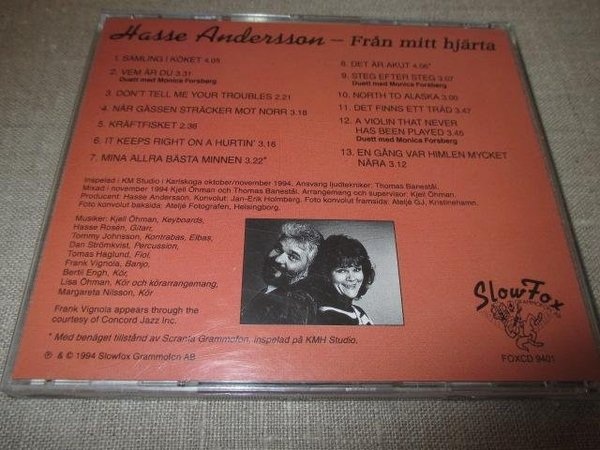 Hasse Andersson – Från mitt hjärta
1. SAMLING I KÖKET 4.05
2. VEM ÄR DU 3.31
Duett med Monica Forsberg
3. DON'T TELL ME YOUR TROUBLES 2.21
4. NÄR GÄSSEN STRÄCKER MOT NORR 3.18
5. KRÄFTFISKET 2.36
6. IT KEEPS RIGHT ON A HURTIN' 3.16
7. MINA ALLRA BÄSTA MINNEN 3.22*
8. DET ÄR AKUT 4.06*
9. STEG EFTER STEG 3.07
Duett med Monica Forsberg
10. NORTH TO ALASKA 3.00
11. DET FINNS ETT TRÄD 3.47
12. A VIOLIN THAT NEVER
HAS BEEN PLAYED 3.45
Duett med Monica Forsberg
13. EN GÅNG VAR HIMLEN MYCKET
NÄRA 3.12
Inspelad i KM Studio i Karlskoga oktober/november 1994. Ansvarig ljudtekniker: Thomas Banestål.
Mixad i november 1994 Kjell Öhman och Thomas Banestål. Arrangemang och supervisor: Kjell Öhman.
Producent: Hasse Andersson, Konvolut: Jan-Erik Holmberg. Foto konvolut framsida: Ateljé GJ, Kristinehamn.
Foto konvolut baksida: Ateljé Fotografen, Helsingborg.
Musiker: Kjell Öhman, Keyboards,
Hasse Rosén, Gitarr,
Tommy Johnsson, Kontrabas, Elbas,
Dan Strömkvist, Percussion,
Tomas Haglund, Fiol,
Frank Vignola, Banjo,
Bertil Engh, Kör,
Lisa Öhman, Kör och körarrangemang,
Margareta Nilsson, Kör
Frank Vignola appears through the
courtesy of Concord Jazz Inc.
* Med benäget tillstånd av Scranta Grammofon, inspelad på KMH Studio.
℗ & © 1994 Slowfox Grammofon AB
SlowFox
FOXCD 9401